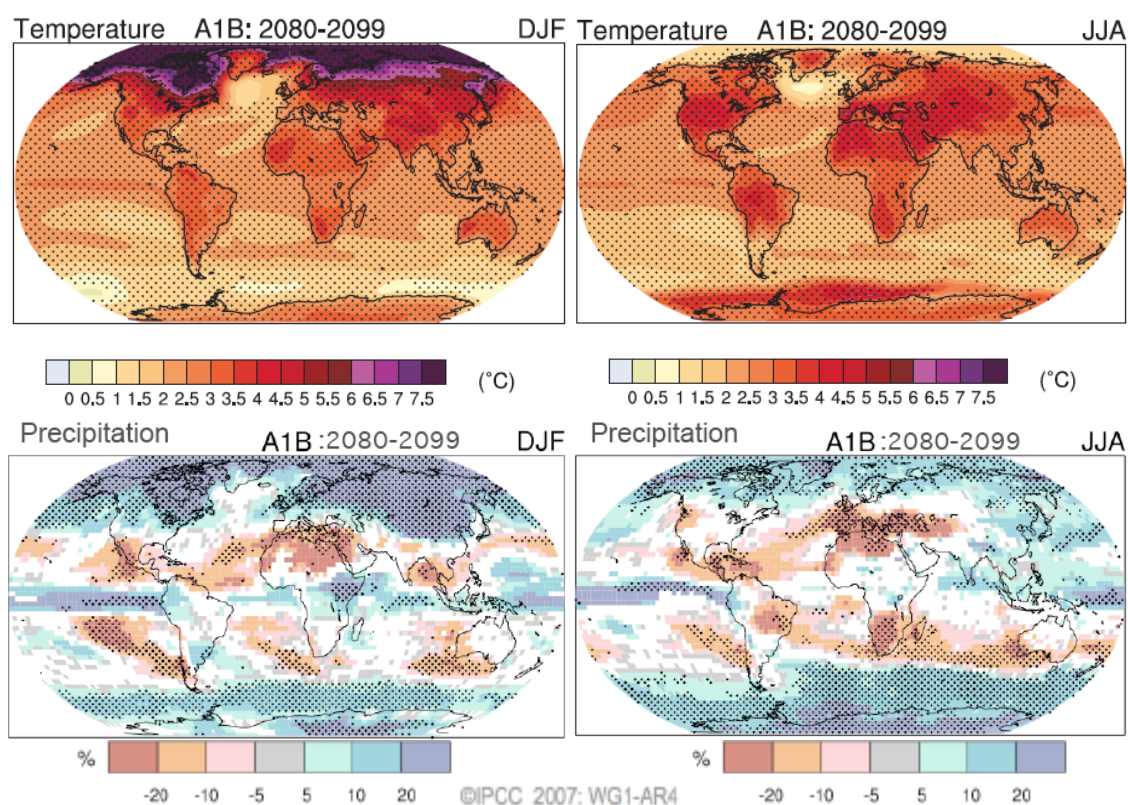 Temperature A1B: 2080-2099 DJF
Temperature A1B: 2080-2099 JJA
0 0.5 1 1.5 2 2.5 3 3.5 4 4.5 5 5.5 6 6.5 7 7.5 (°C)
0 0.5 1 1.5 2 2.5 3 3.5 4 4.5 5 5.5 6 6.5 7 7.5 (°C)
Precipitation A1B :2080-2099 DJF
Precipitation A1B :2080-2099 JJA
% -20 -10 -5 5 10 20
% -20 -10 -5 5 10 20
©IPCC 2007: WG1-AR4